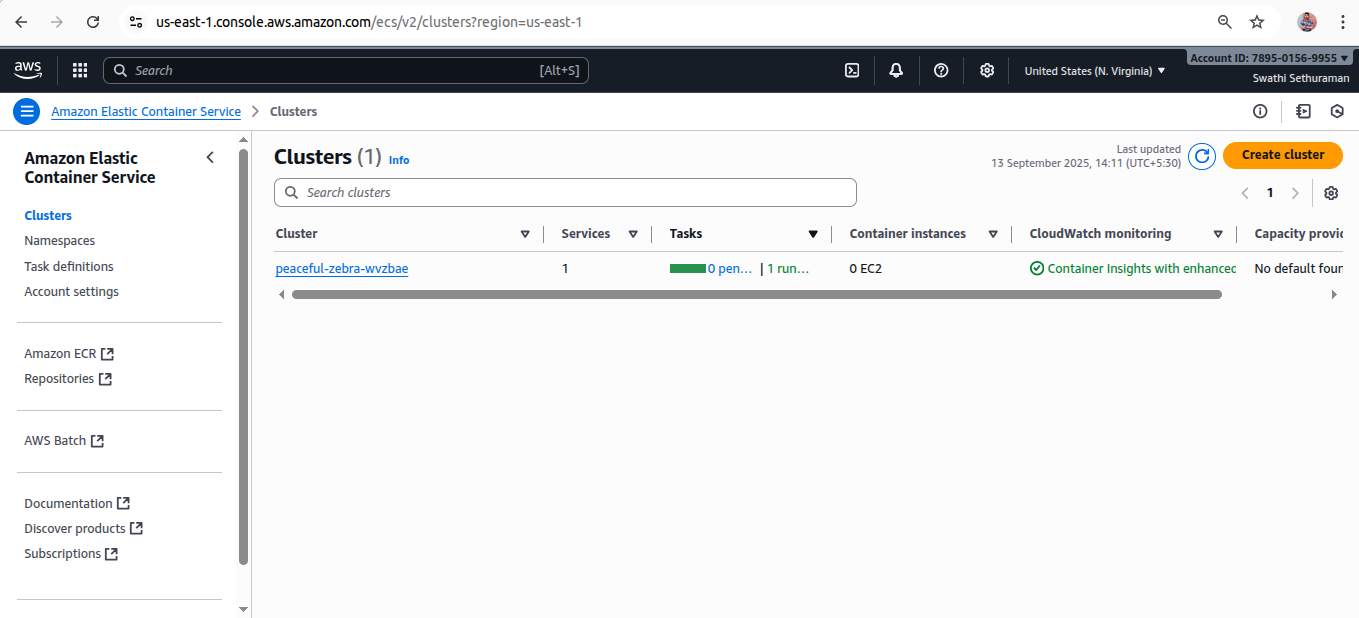 us-east-1.console.aws.amazon.com/ecs/v2/clusters?region=us-east-1
aws
Search [Alt+S]
United States (N. Virginia)
Account ID: 7895-0156-9955
Swathi Sethuraman
Amazon Elastic Container Service
Clusters
Amazon Elastic
Container Service
Clusters
Namespaces
Task definitions
Account settings
Amazon ECR
Repositories
AWS Batch
Documentation
Discover products
Subscriptions
Clusters (1) Info
Last updated
13 September 2025, 14:11 (UTC+5:30)
Create cluster
Search clusters
1
Cluster Services Tasks Container instances CloudWatch monitoring Capacity provic
peaceful-zebra-wvzbae 1 0 pen... | 1 run... 0 EC2 Container Insights with enhanced No default foun